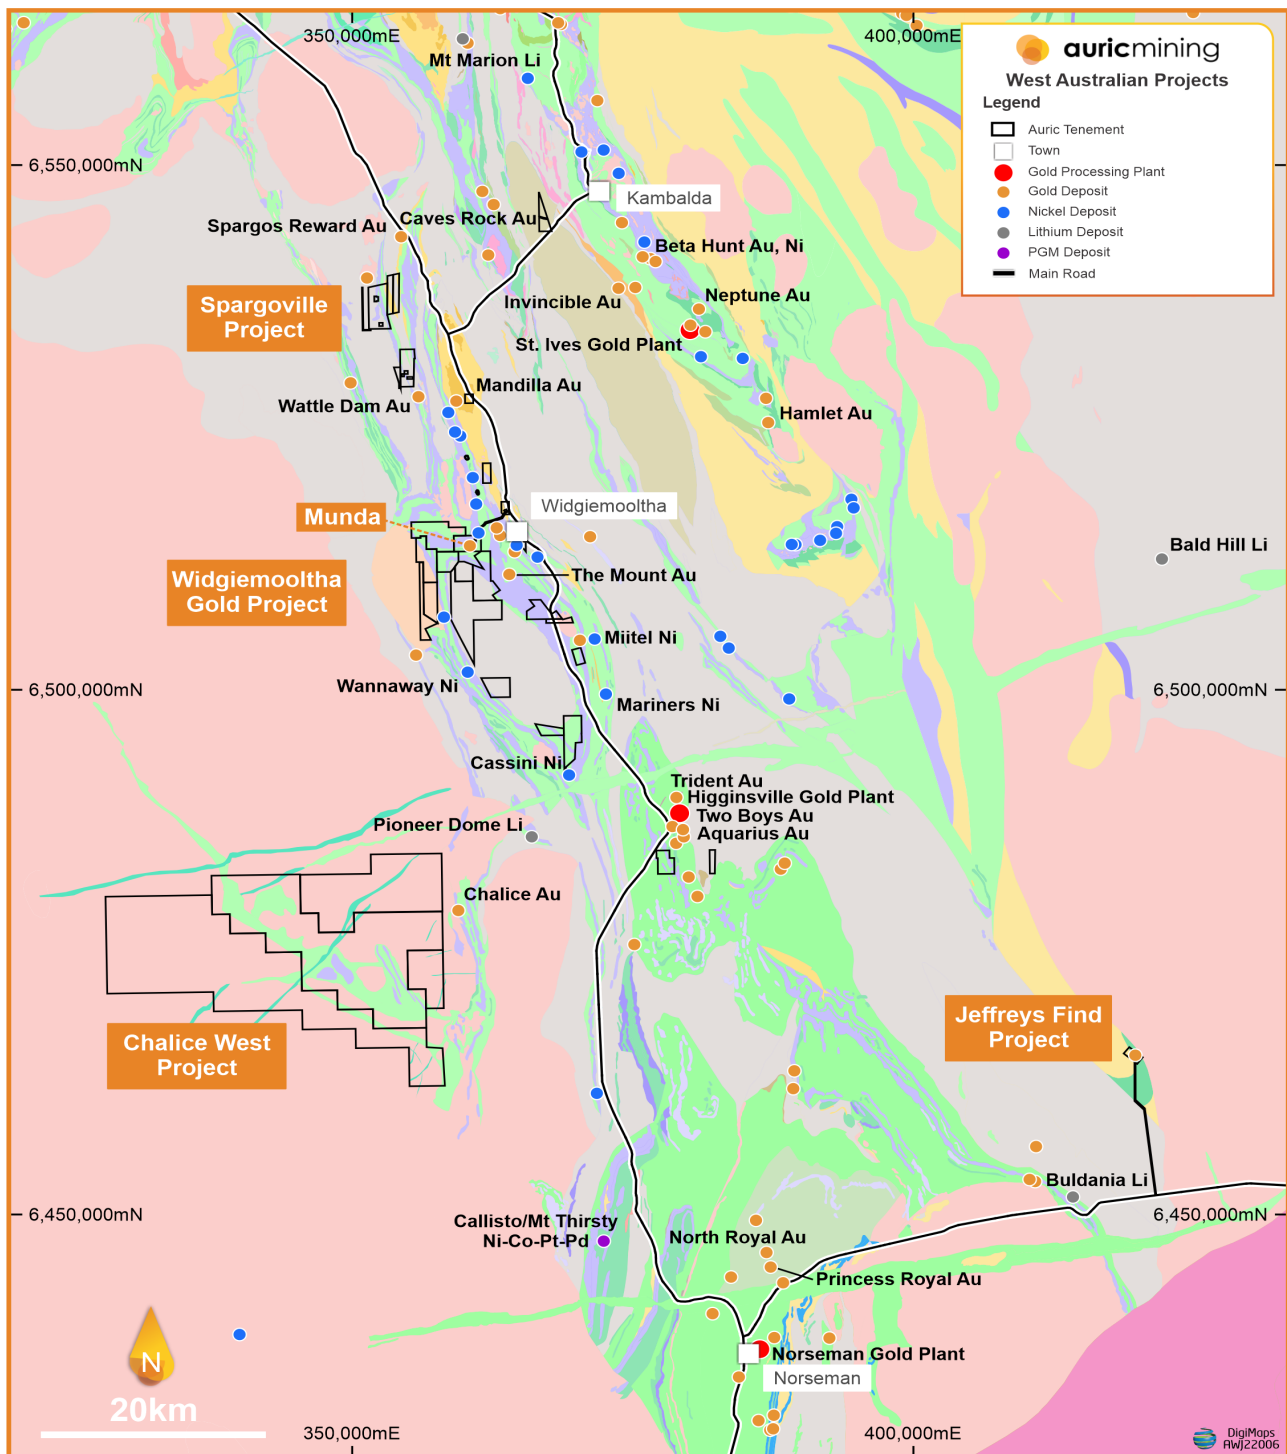 350,000mE
400,000mE
auricmining
West Australian Projects
Legend
Auric Tenement
Town
Gold Processing Plant
Gold Deposit
Nickel Deposit
Lithium Deposit
PGM Deposit
Main Road
Mt Marion Li
6,550,000mN
Kambalda
Caves Rock Au
Spargos Reward Au
Beta Hunt Au, Ni
Neptune Au
Invincible Au
Spargoville
Project
St. Ives Gold Plant
Mandilla Au
Wattle Dam Au
Hamlet Au
Widgiemooltha
Munda
Bald Hill Li
The Mount Au
Widgiemooltha
Gold Project
Miitel Ni
Wannaway Ni
6,500,000mN
6,500,000mN
Mariners Ni
Cassini Ni
Trident Au
Higginsville Gold Plant
Two Boys Au
Pioneer Dome Li
Aquarius Au
Chalice Au
Jeffreys Find
Project
Chalice West
Project
Buldania Li
6,450,000mN
6,450,000mN
Callisto/Mt Thirsty
Ni-Co-Pt-Pd
North Royal Au
Princess Royal Au
Norseman Gold Plant
Norseman
N
20km
350,000mE
400,000mE
DigiMaps
AWJ22006